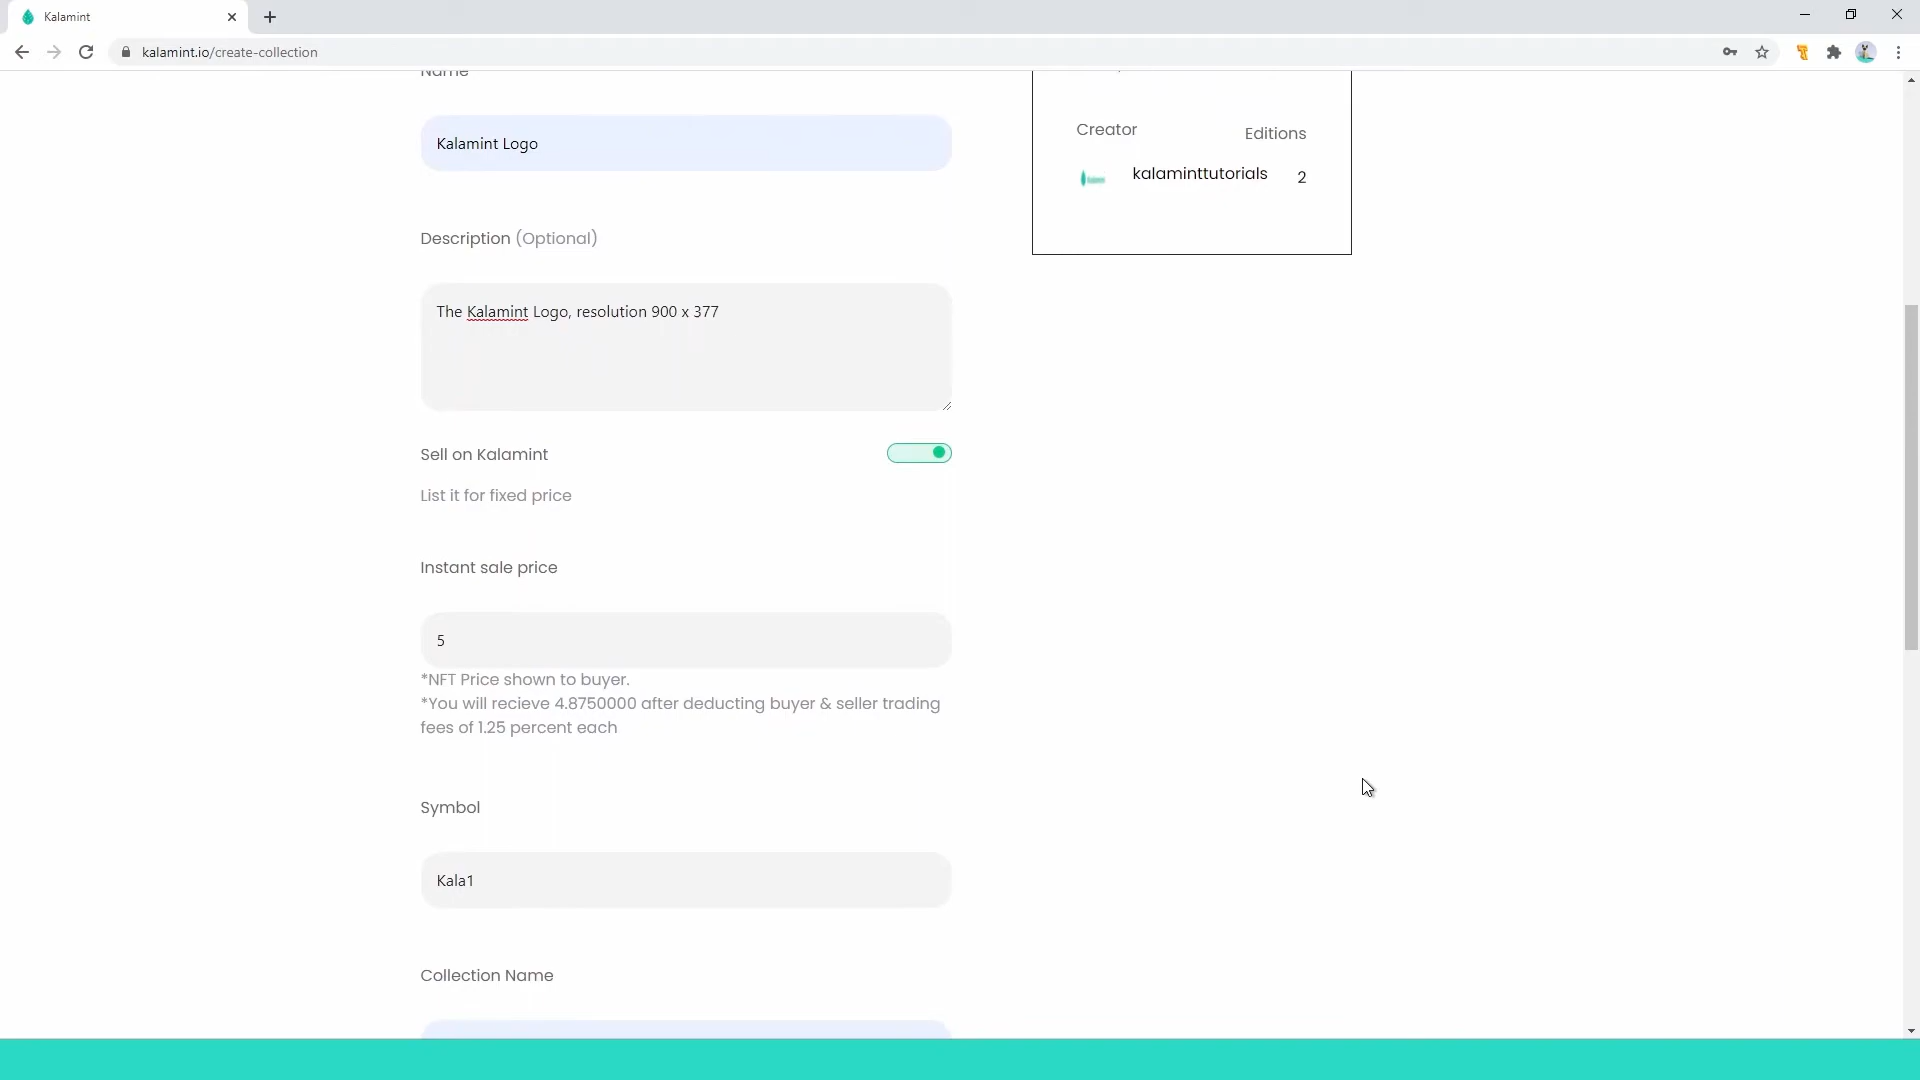 Kalamint
kalamint.io/create-collection
Name
Kalamint Logo
Description (Optional)
The Kalamint Logo, resolution 900 x 377
Sell on Kalamint
List it for fixed price
Instant sale price
5
*NFT Price shown to buyer.
*You will recieve 4.8750000 after deducting buyer & seller trading
fees of 1.25 percent each
Symbol
Kala1
Collection Name
Creator
Editions
kalaminttutorials
2